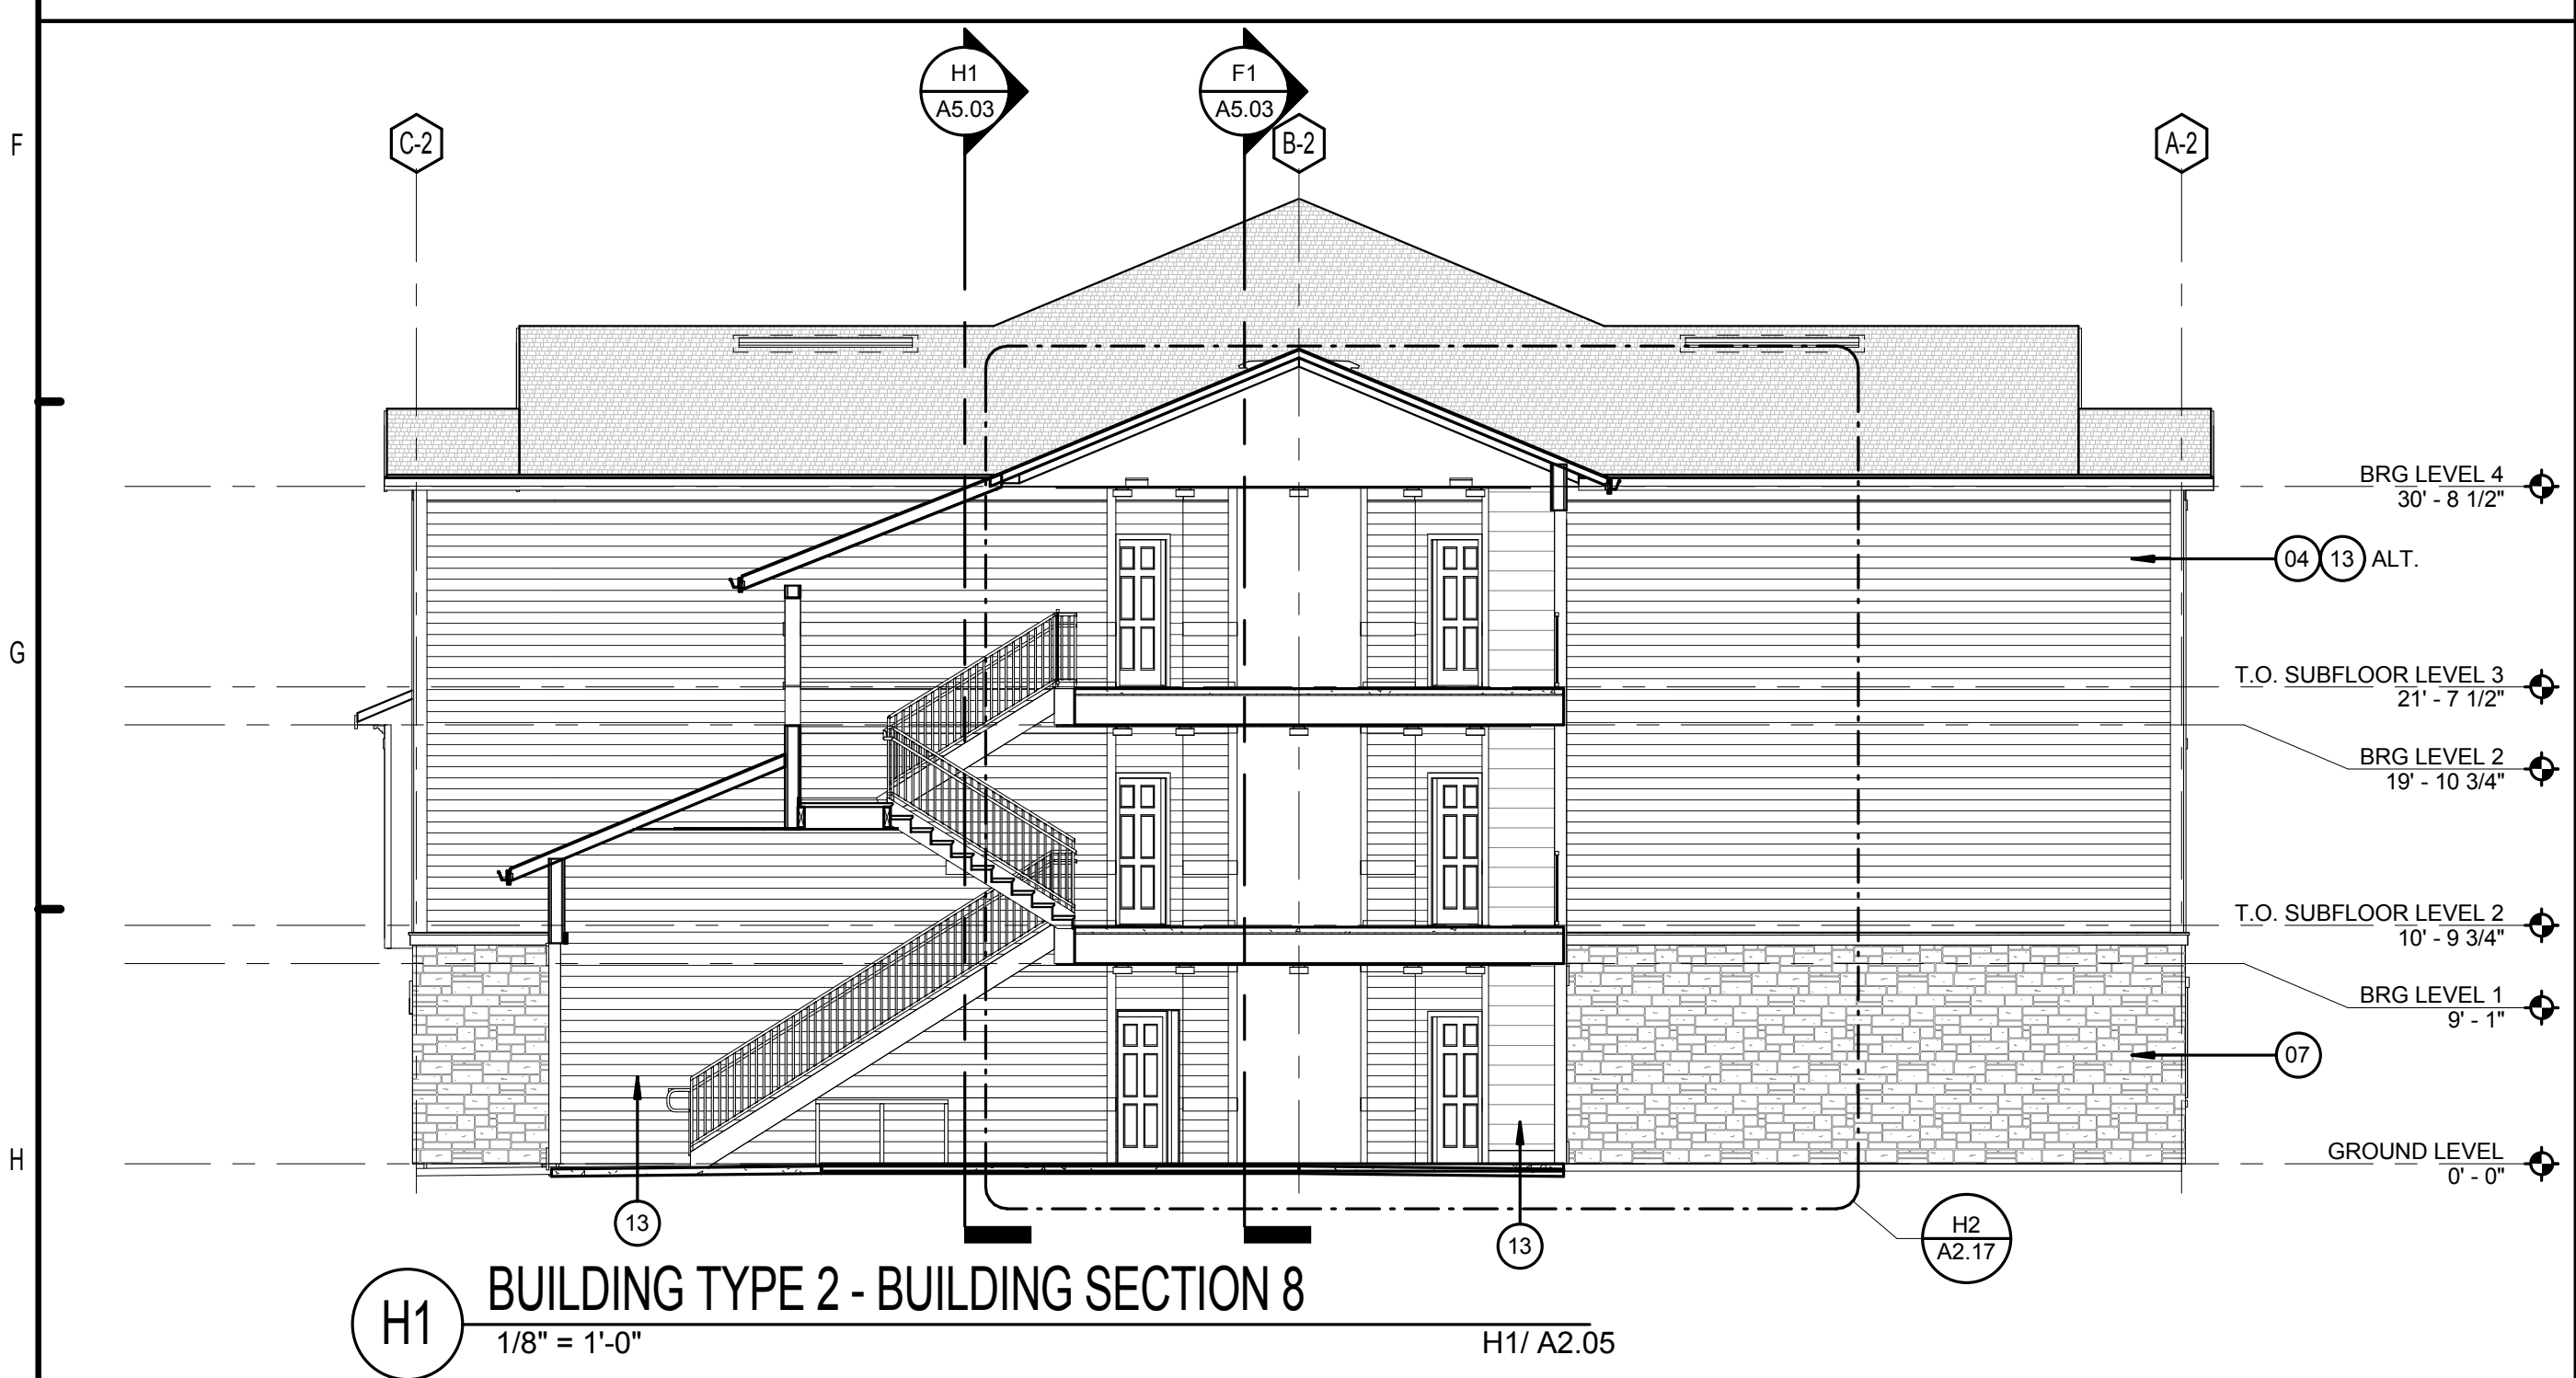 H1
A5.03
F1
A5.03
F
C-2
B-2
A-2
BRG LEVEL 4
30' - 8 1/2"
04 13 ALT.
G
T.O. SUBFLOOR LEVEL 3
21' - 7 1/2"
BRG LEVEL 2
19' - 10 3/4"
T.O. SUBFLOOR LEVEL 2
10' - 9 3/4"
BRG LEVEL 1
9' - 1"
07
H
GROUND LEVEL
0' - 0"
13
13
H2
A2.17
H1
BUILDING TYPE 2 - BUILDING SECTION 8
1/8" = 1'-0"
H1/ A2.05